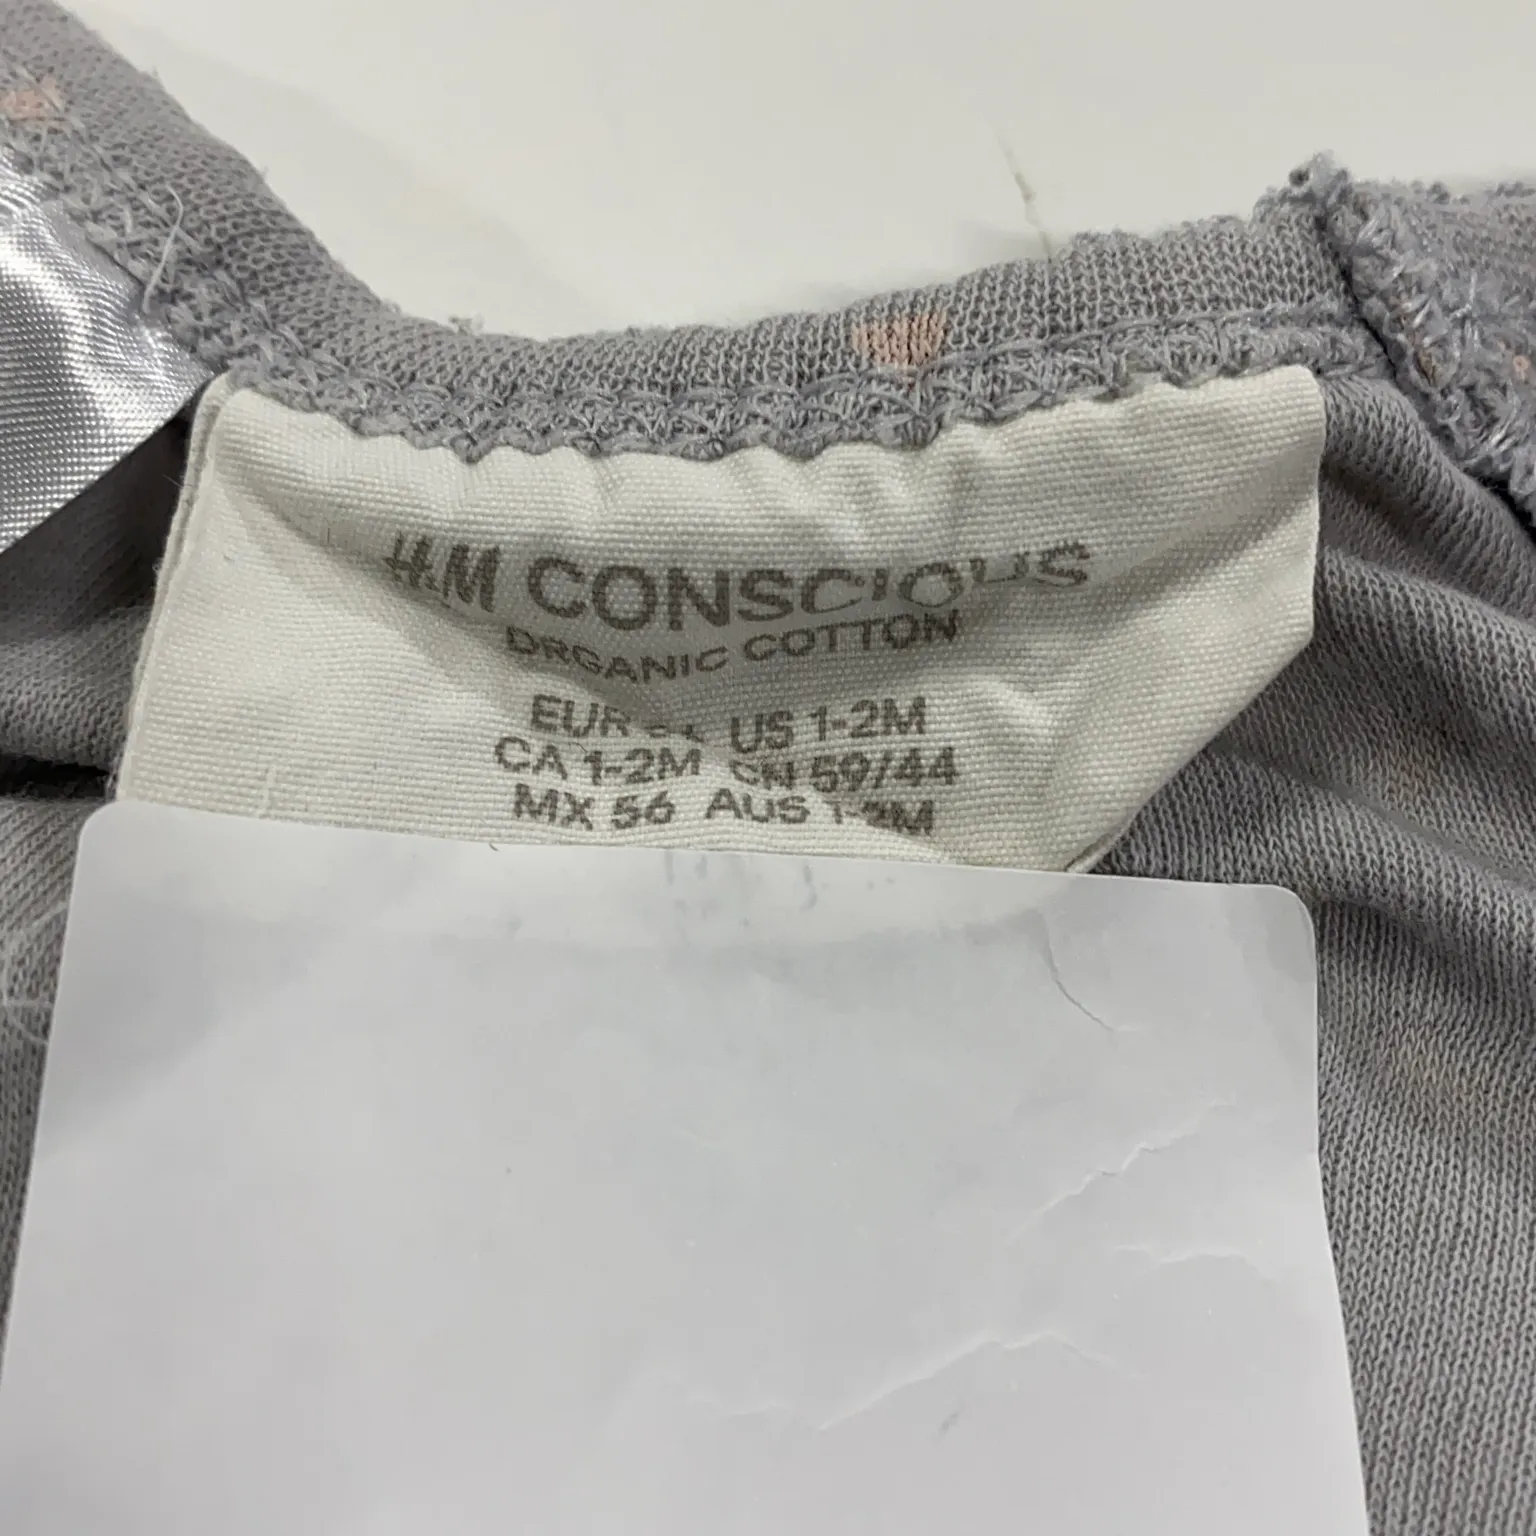 H&M CONSCIOUS
ORGANIC COTTON
EUR US 1-2M
CA 1-2M CN 59/44
MX 56 AUS 1-2M